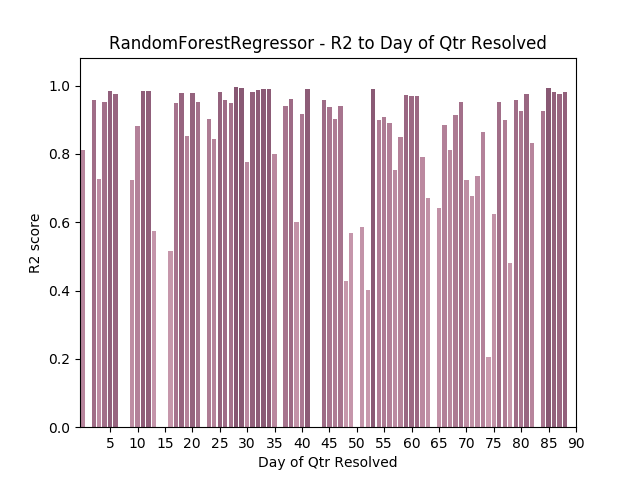 RandomForestRegressor - R2 to Day of Qtr Resolved
1.0
0.8
0.6
0.4
0.2
0.0
R2 score
5 10 15 20 25 30 35 40 45 50 55 60 65 70 75 80 85 90
Day of Qtr Resolved